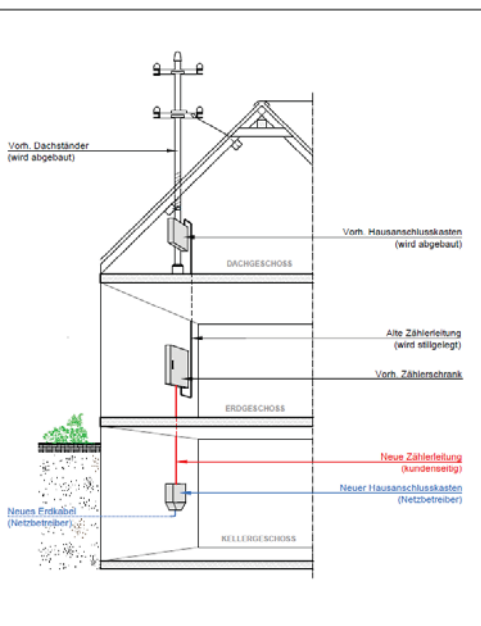 Vorh. Dachständer
(wird abgebaut)
Vorh. Hausanschlusskasten
(wird abgebaut)
DACHGESCHOSS
Alte Zählerleitung
(wird stillgelegt)
Vorh. Zählerschrank
ERDGESCHOSS
Neue Zählerleitung
(kundenseitig)
Neuer Hausanschlusskasten
(Netzbetreiber)
Neues Erdkabel
(Netzbetreiber)
KELLERGESCHOSS